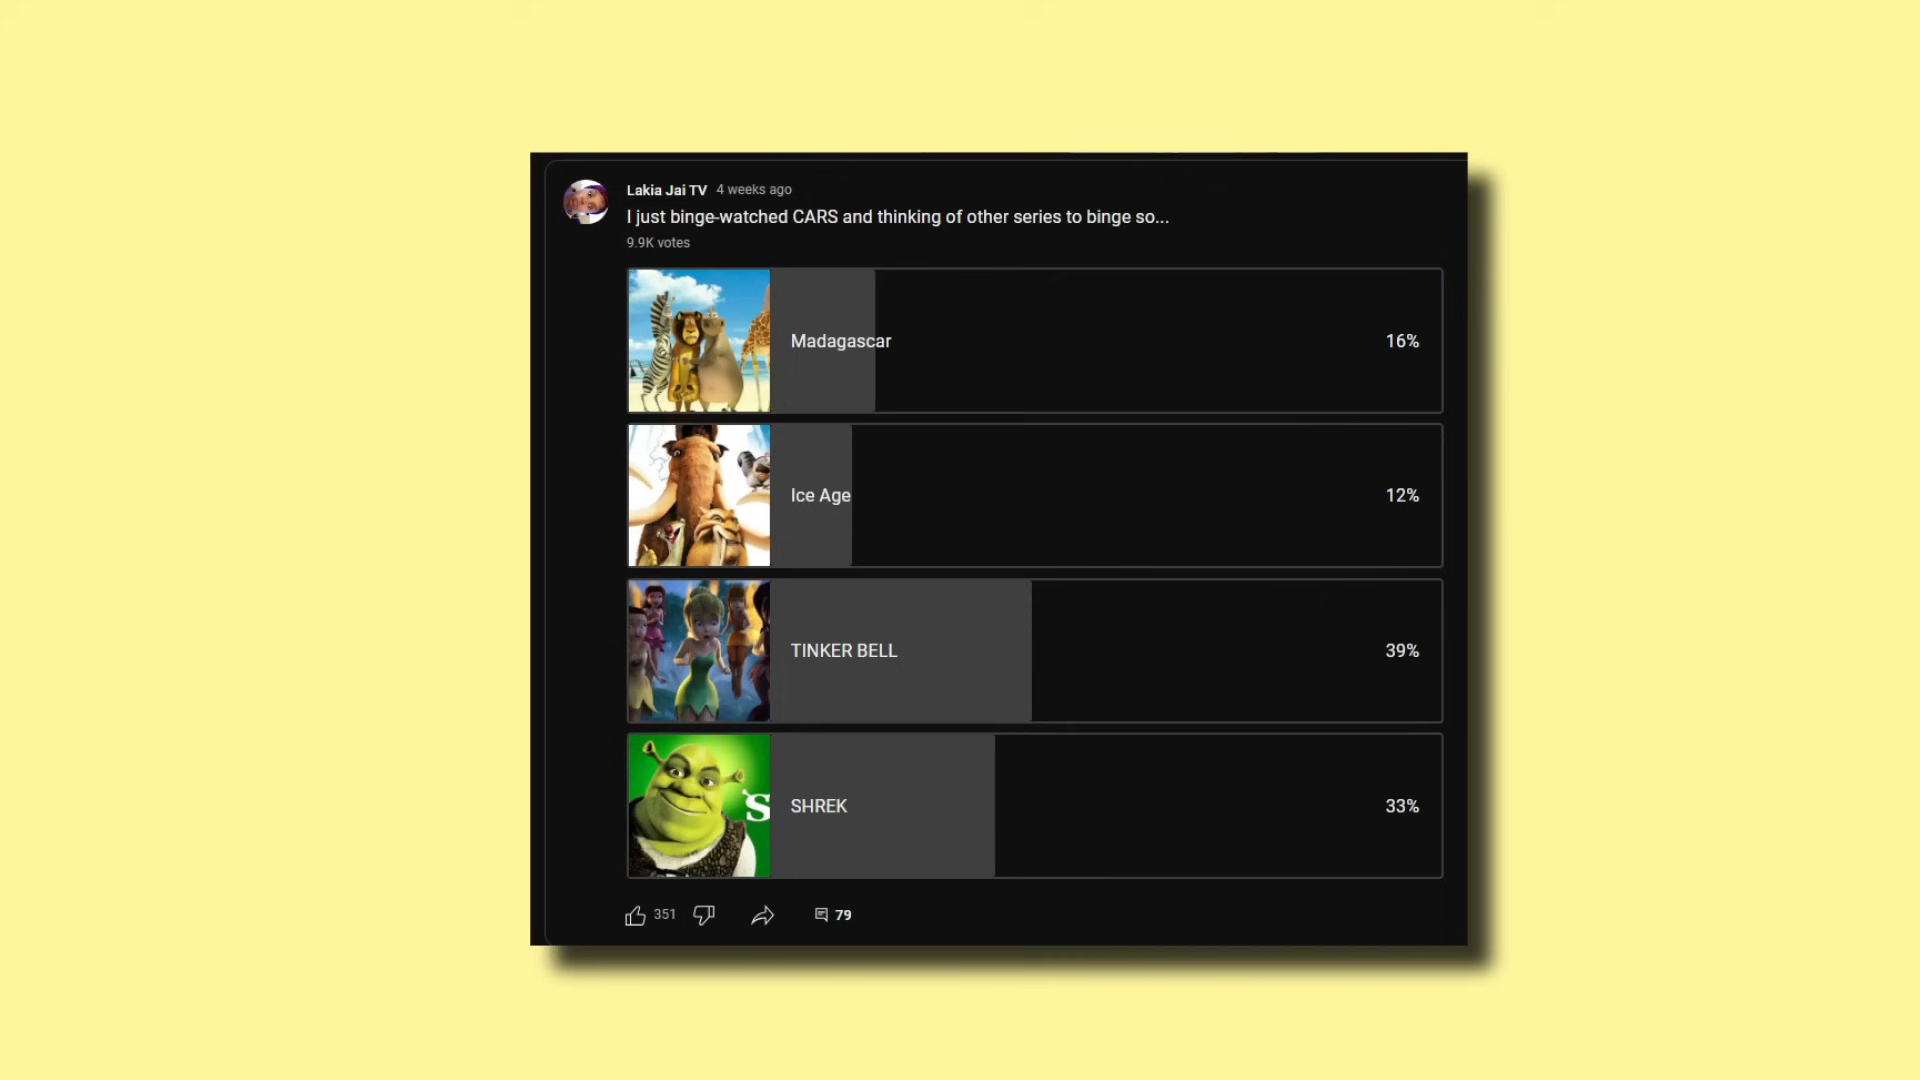 Lakia Jai TV 4 weeks ago
I just binge-watched CARS and thinking of other series to binge so...
9.9K votes
Madagascar 16%
Ice Age 12%
TINKER BELL 39%
S
SHREK 33%
351 79